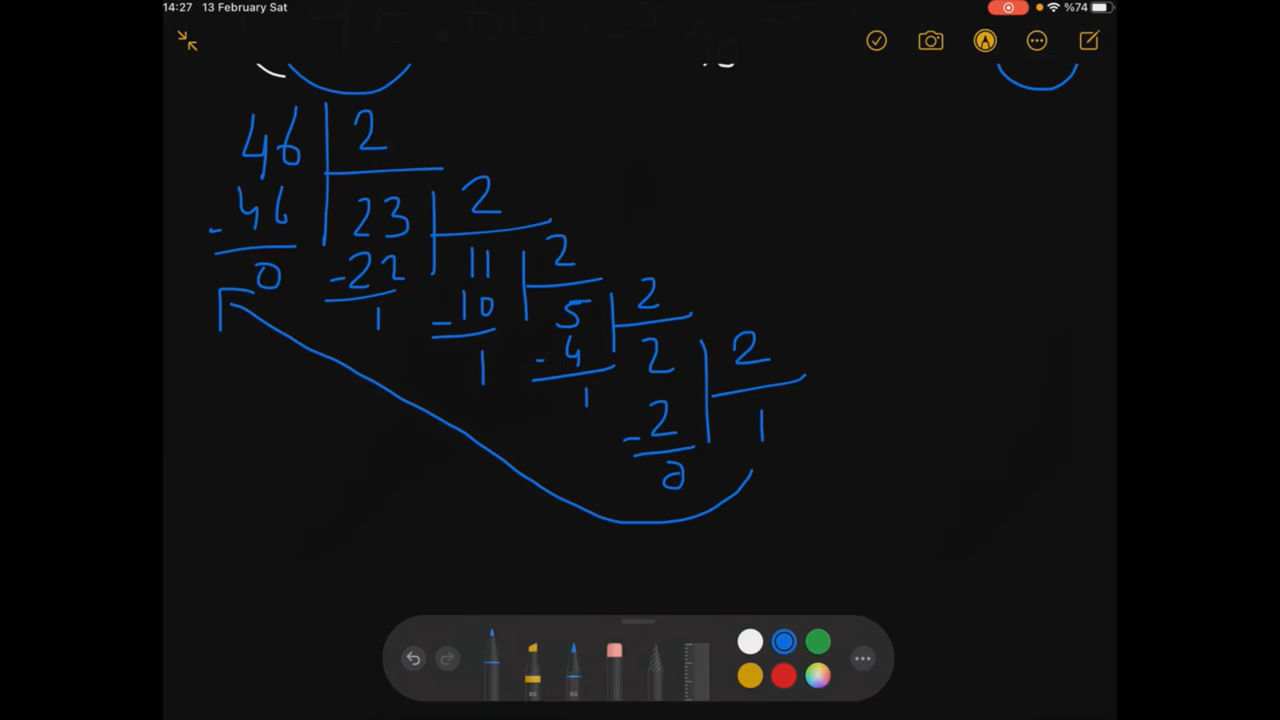 14:27 13 February Sat %74
46 2
-46 23 2
0 -22 11 2
1 -10 5 2
1 -4 2 2
1 -2 1
0